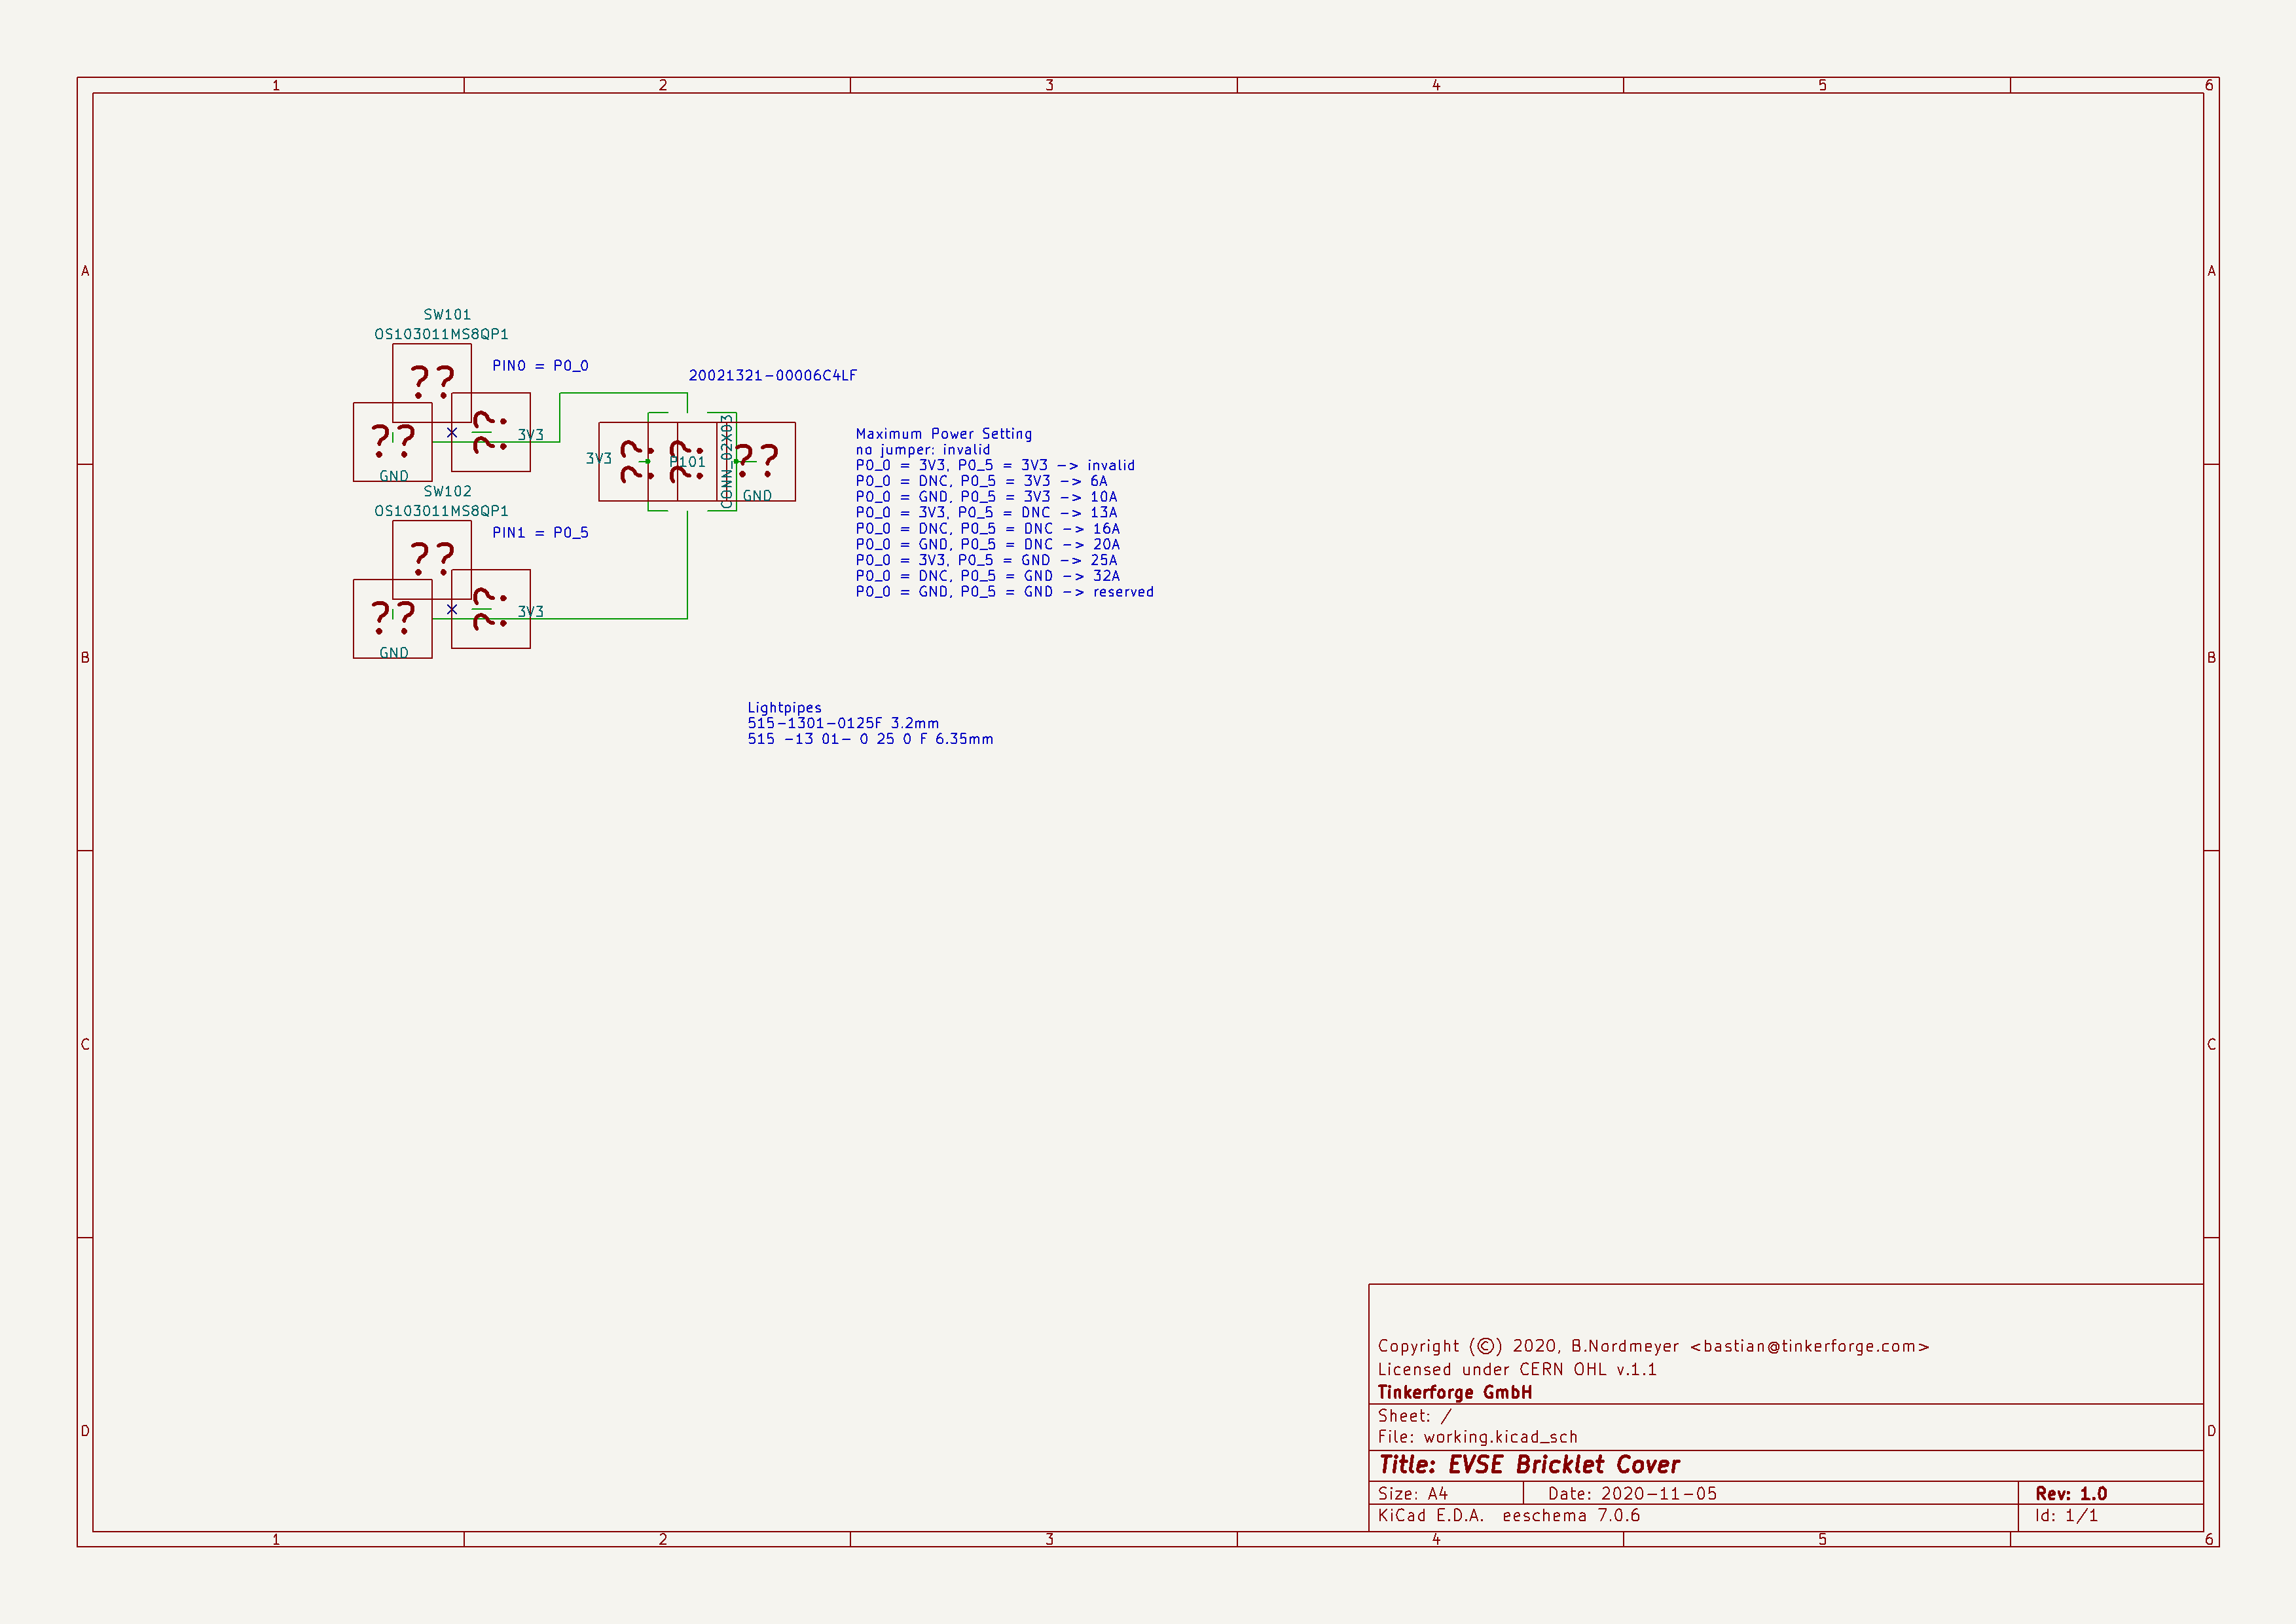 1 2 3 4 5 6
A A
SW101
OS103011MS8QP1
??
PIN0 = P0_0
20021321-00006C4LF
??
GND
??
3V3
SW102
OS103011MS8QP1
??
PIN1 = P0_5
??
GND
??
3V3
3V3
??
??
P101
CONN_02X03
??
GND
Maximum Power Setting
no jumper: invalid
P0_0 = 3V3, P0_5 = 3V3 -> invalid
P0_0 = DNC, P0_5 = 3V3 -> 6A
P0_0 = GND, P0_5 = 3V3 -> 10A
P0_0 = 3V3, P0_5 = DNC -> 13A
P0_0 = DNC, P0_5 = DNC -> 16A
P0_0 = GND, P0_5 = DNC -> 20A
P0_0 = 3V3, P0_5 = GND -> 25A
P0_0 = DNC, P0_5 = GND -> 32A
P0_0 = GND, P0_5 = GND -> reserved
B B
Lightpipes
515-1301-0125F 3.2mm
515 -13 01- 0 25 0 F 6.35mm
C C
Copyright (©) 2020, B.Nordmeyer <bastian@tinkerforge.com>
Licensed under CERN OHL v.1.1
Tinkerforge GmbH
Sheet: /
File: working.kicad_sch
D D
Title: EVSE Bricklet Cover
Size: A4 Date: 2020-11-05 Rev: 1.0
KiCad E.D.A. eeschema 7.0.6 Id: 1/1
1 2 3 4 5 6